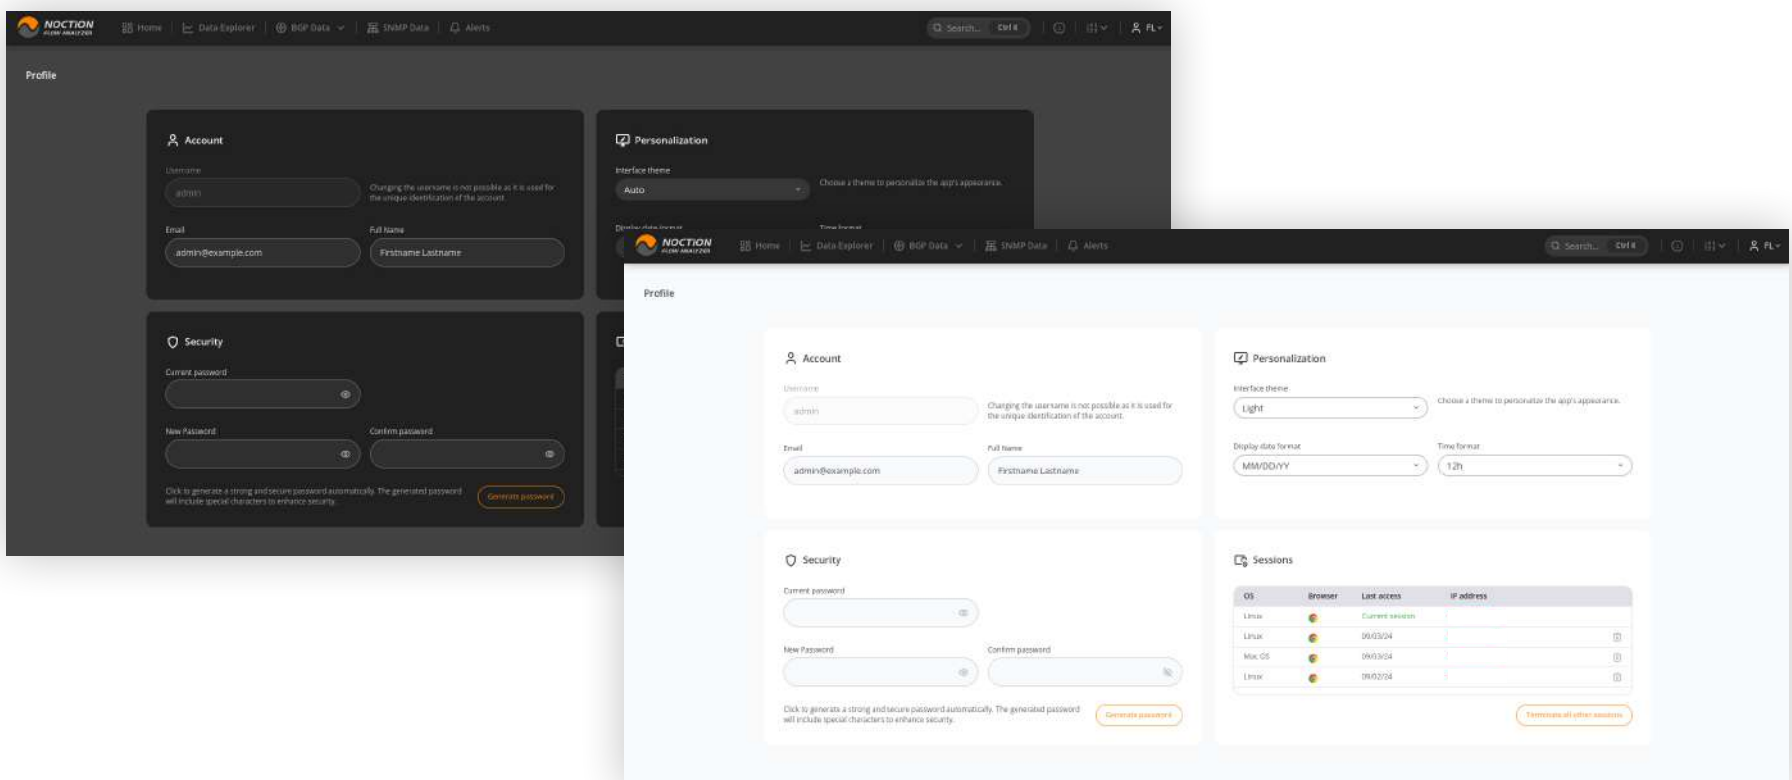 NOCTION
FLOW ANALYZER
Home
Data Explorer
BGP Data
SNMP Data
Alerts
Search...
Ctrl K
FL
Profile
Account
Username
admin
Changing the username is not possible as it is used for
the unique identification of the account.
Email
Full Name
admin@example.com
Firstname Lastname
Personalization
Interface theme
Auto
Choose a theme to personalize the app's appearance.
Display date format
Time format
Security
Current password
New Password
Confirm password
Click to generate a strong and secure password automatically. The generated password
will include special characters to enhance security.
Generate password
NOCTION
FLOW ANALYZER
Home
Data Explorer
BGP Data
SNMP Data
Alerts
Search...
Ctrl K
FL
Profile
Account
Username
admin
Changing the username is not possible as it is used for
the unique identification of the account.
Email
Full Name
admin@example.com
Firstname Lastname
Personalization
Interface theme
Light
Choose a theme to personalize the app's appearance.
Display date format
Time format
MM/DD/YY
12h
Security
Current password
New Password
Confirm password
Click to generate a strong and secure password automatically. The generated password
will include special characters to enhance security.
Generate password
Sessions
OS Browser Last access IP address
Linux Current session
Linux 09/03/24
Mac OS 09/03/24
Linux 09/02/24
Terminate all other sessions